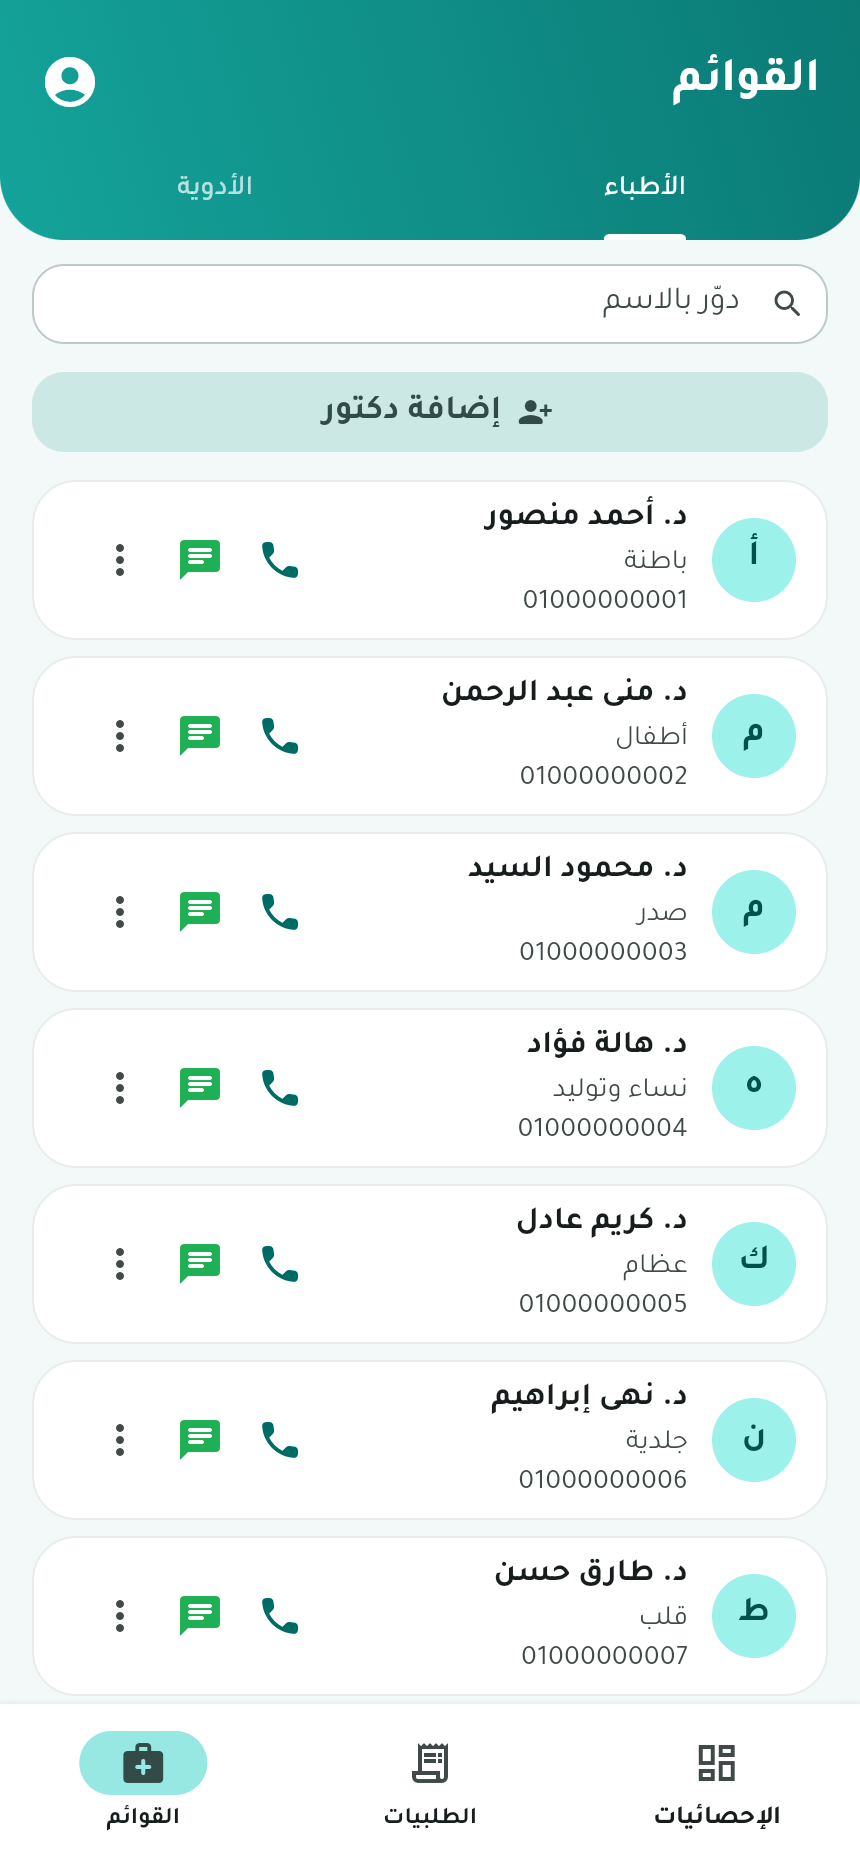 القوائم
الأطباء
الأدوية
دوّر بالاسم
إضافة دكتور
أ
د. أحمد منصور
باطنة
01000000001
م
د. منى عبد الرحمن
أطفال
01000000002
م
د. محمود السيد
صدر
01000000003
ه
د. هالة فؤاد
نساء وتوليد
01000000004
ك
د. كريم عادل
عظام
01000000005
ن
د. نهى إبراهيم
جلدية
01000000006
ط
د. طارق حسن
قلب
01000000007
الإحصائيات
الطلبيات
القوائم